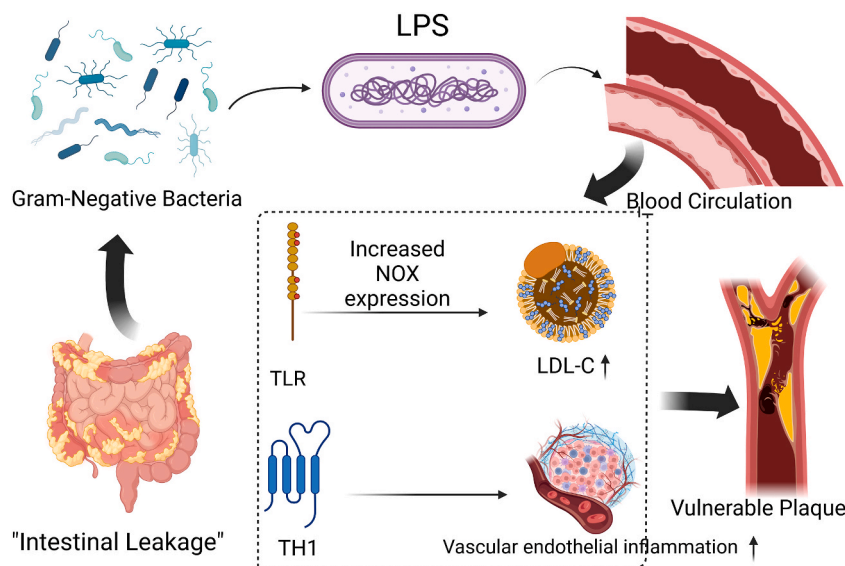 LPS
Gram-Negative Bacteria
Blood Circulation
Increased
NOX
expression
TLR
LDL-C ↑
"Intestinal Leakage"
TH1
Vascular endothelial inflammation ↑
Vulnerable Plaque